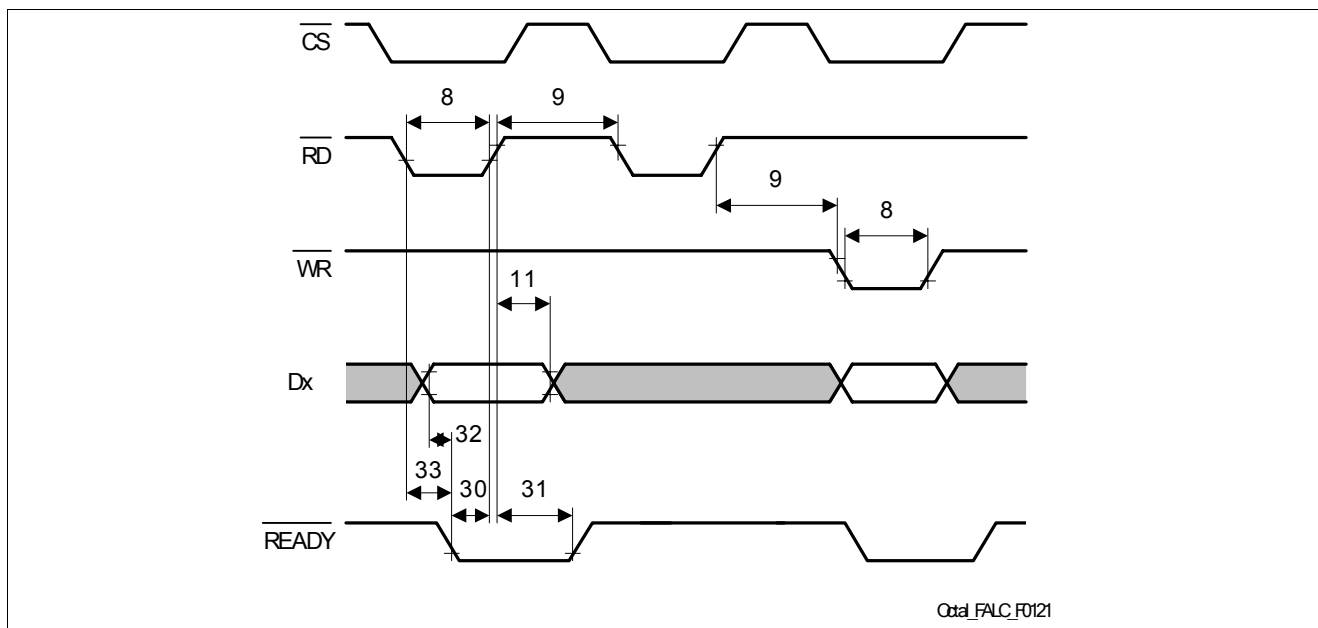 CS
8 9
RD
9 8
WR
11
Dx
32
33 30 31
READY
Octal_FALC_F0121